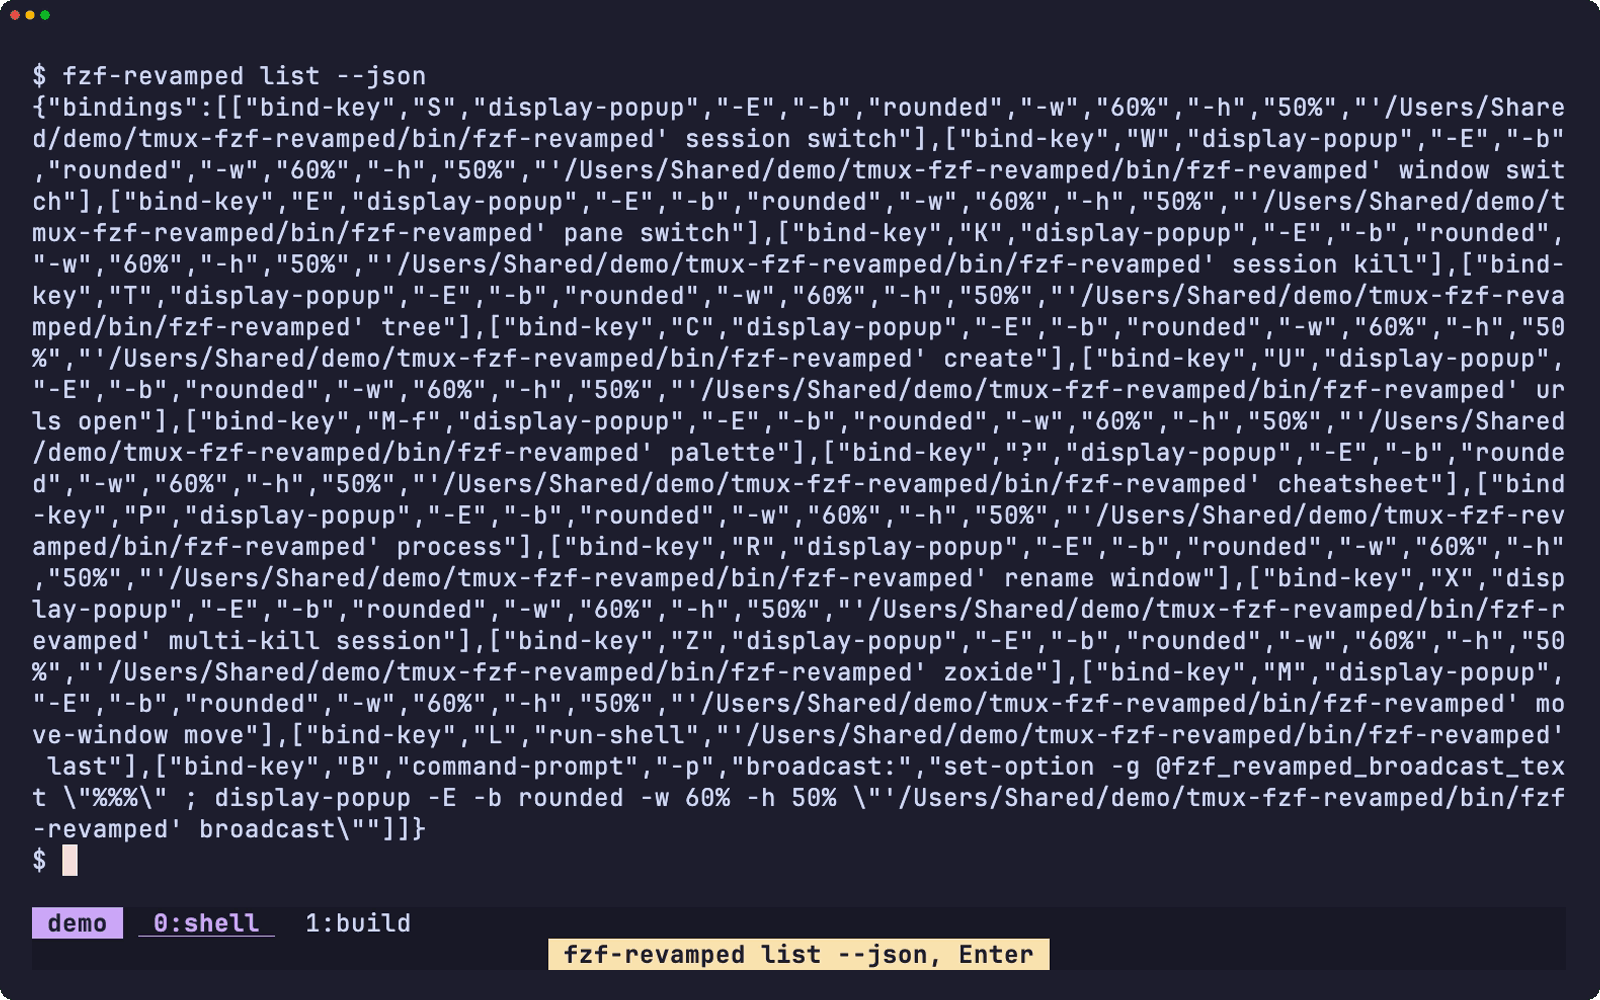 $ fzf-revamped list --json
{"bindings":[["bind-key","S","display-popup","-E","-b","rounded","-w","60%","-h","50%","'/Users/Share
d/demo/tmux-fzf-revamped/bin/fzf-revamped' session switch"],["bind-key","W","display-popup","-E","-b"
,"rounded","-w","60%","-h","50%","'/Users/Shared/demo/tmux-fzf-revamped/bin/fzf-revamped' window swit
ch"],["bind-key","E","display-popup","-E","-b","rounded","-w","60%","-h","50%","'/Users/Shared/demo/t
mux-fzf-revamped/bin/fzf-revamped' pane switch"],["bind-key","K","display-popup","-E","-b","rounded",
"-w","60%","-h","50%","'/Users/Shared/demo/tmux-fzf-revamped/bin/fzf-revamped' session kill"],["bind-
key","T","display-popup","-E","-b","rounded","-w","60%","-h","50%","'/Users/Shared/demo/tmux-fzf-reva
mped/bin/fzf-revamped' tree"],["bind-key","C","display-popup","-E","-b","rounded","-w","60%","-h","50
%","'/Users/Shared/demo/tmux-fzf-revamped/bin/fzf-revamped' create"],["bind-key","U","display-popup",
"-E","-b","rounded","-w","60%","-h","50%","'/Users/Shared/demo/tmux-fzf-revamped/bin/fzf-revamped' ur
ls open"],["bind-key","M-f","display-popup","-E","-b","rounded","-w","60%","-h","50%","'/Users/Shared
/demo/tmux-fzf-revamped/bin/fzf-revamped' palette"],["bind-key","?","display-popup","-E","-b","rounde
d","-w","60%","-h","50%","'/Users/Shared/demo/tmux-fzf-revamped/bin/fzf-revamped' cheatsheet"],["bind
-key","P","display-popup","-E","-b","rounded","-w","60%","-h","50%","'/Users/Shared/demo/tmux-fzf-rev
amped/bin/fzf-revamped' process"],["bind-key","R","display-popup","-E","-b","rounded","-w","60%","-h"
,"50%","'/Users/Shared/demo/tmux-fzf-revamped/bin/fzf-revamped' rename window"],["bind-key","X","disp
lay-popup","-E","-b","rounded","-w","60%","-h","50%","'/Users/Shared/demo/tmux-fzf-revamped/bin/fzf-r
evamped' multi-kill session"],["bind-key","Z","display-popup","-E","-b","rounded","-w","60%","-h","50
%","'/Users/Shared/demo/tmux-fzf-revamped/bin/fzf-revamped' zoxide"],["bind-key","M","display-popup",
"-E","-b","rounded","-w","60%","-h","50%","'/Users/Shared/demo/tmux-fzf-revamped/bin/fzf-revamped' mo
ve-window move"],["bind-key","L","run-shell","'/Users/Shared/demo/tmux-fzf-revamped/bin/fzf-revamped'
 last"],["bind-key","B","command-prompt","-p","broadcast:","set-option -g @fzf_revamped_broadcast_tex
t \"%%%\" ; display-popup -E -b rounded -w 60% -h 50% \"'/Users/Shared/demo/tmux-fzf-revamped/bin/fzf
-revamped' broadcast\""]]}
$
demo 0:shell 1:build
fzf-revamped list --json, Enter